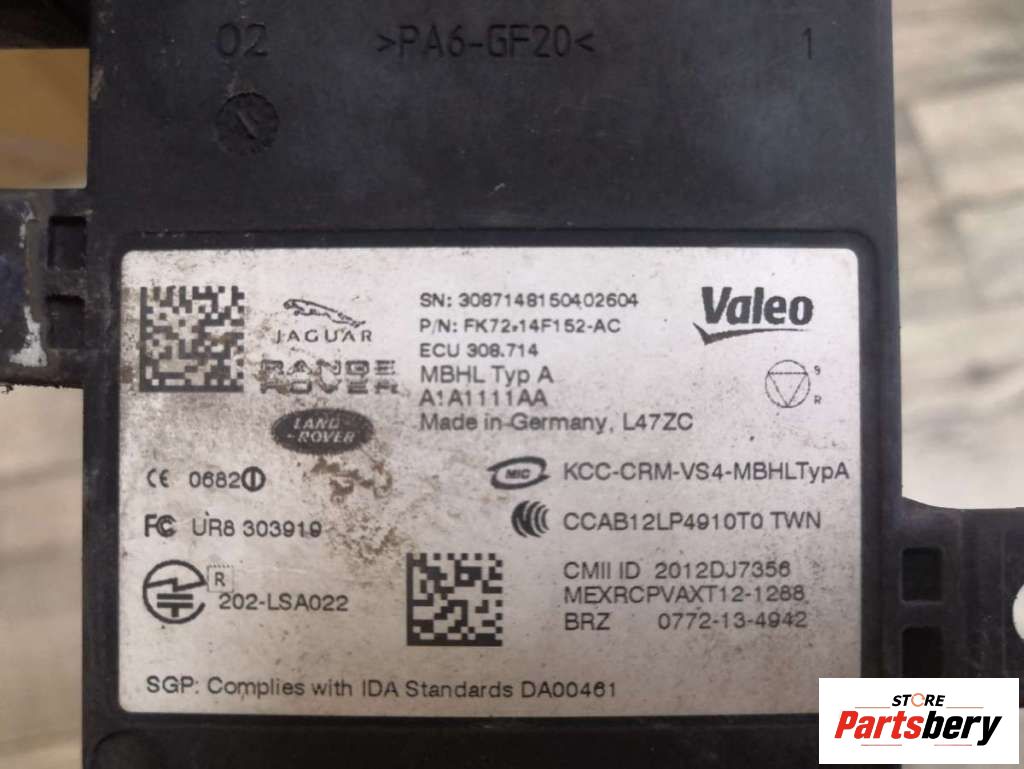 02 >PA6-GF20< 1
JAGUAR
RANGE
ROVER
LAND
-ROVER
SN: 3087148150402604
P/N: FK72-14F152-AC
ECU 308.714
MBHL Typ A
A1A1111AA
Made in Germany, L47ZC
Valeo
9
R
CE 0682
MIC KCC-CRM-VS4-MBHLTypA
FC UR8 303919
CCAB12LP4910T0 TWN
R
202-LSA022
CMII ID 2012DJ7356
MEXRCPVAXT12-1288
BRZ 0772-13-4942
SGP: Complies with IDA Standards DA00461
STORE
Partsbery